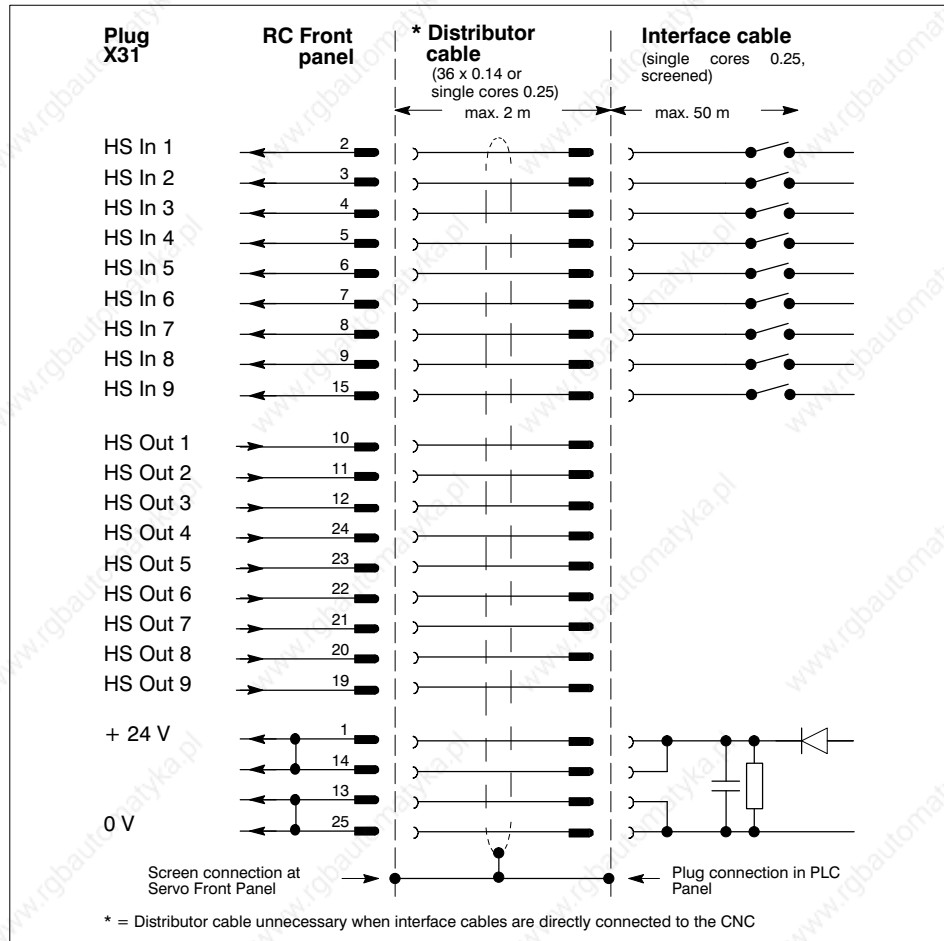 Plug X31
RC Front panel
* Distributor cable
(36 x 0.14 or single cores 0.25)
Interface cable
(single cores 0.25, screened)
max. 2 m
max. 50 m
HS In 1 2
HS In 2 3
HS In 3 4
HS In 4 5
HS In 5 6
HS In 6 7
HS In 7 8
HS In 8 9
HS In 9 15
HS Out 1 10
HS Out 2 11
HS Out 3 12
HS Out 4 24
HS Out 5 23
HS Out 6 22
HS Out 7 21
HS Out 8 20
HS Out 9 19
+ 24 V 1
14
13
0 V 25
Screen connection at
Servo Front Panel
Plug connection in PLC
Panel
* = Distributor cable unnecessary when interface cables are directly connected to the CNC
www.rgbautomatyka.pl